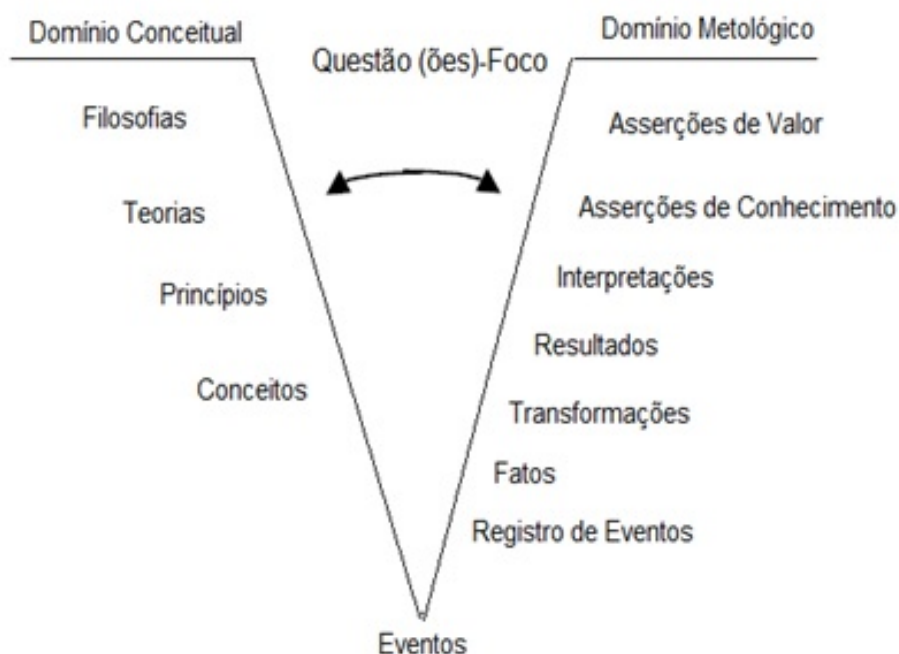 Domínio Conceitual
Questão (ões)-Foco
Domínio Metológico
Filosofias
Teorias
Princípios
Conceitos
Asserções de Valor
Asserções de Conhecimento
Interpretações
Resultados
Transformações
Fatos
Registro de Eventos
Eventos